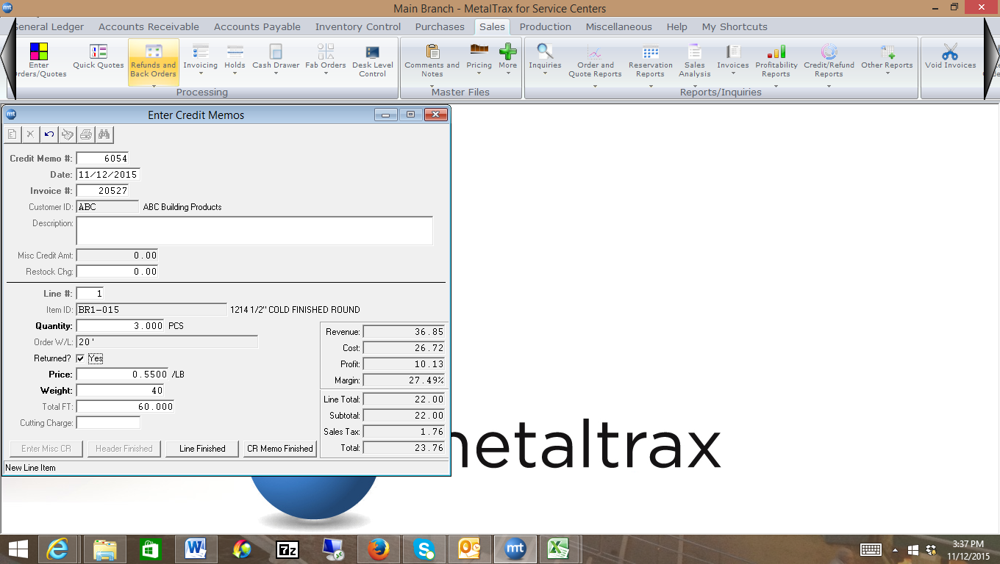 Main Branch - MetalTrax for Service Centers
General Ledger Accounts Receivable Accounts Payable Inventory Control Purchases Sales Production Miscellaneous Help My Shortcuts
Enter Quick Quotes Refunds and Invoicing Holds Cash Drawer Fab Orders Desk Level Comments and Pricing More Inquiries Order and Reservation Sales Invoices Profitability Credit/Refund Other Reports Void Invoices
Orders/Quotes Back Orders Control Notes Quote Reports Reports Analysis Reports Reports
Processing Master Files Reports/Inquiries
mt Enter Credit Memos
Credit Memo #: 6054
Date: 11/12/2015
Invoice #: 20527
Customer ID: ABC ABC Building Products
Description:
Misc Credit Amt: 0.00
Restock Chg: 0.00
Line #: 1
Item ID: BR1-015 1214 1/2" COLD FINISHED ROUND
Quantity: 3.000 PCS
Order W/L: 20'
Returned? Yes
Price: 0.5500 /LB
Weight: 40
Total FT: 60.000
Cutting Charge:
Revenue: 36.85
Cost: 26.72
Profit: 10.13
Margin: 27.49%
Line Total: 22.00
Subtotal: 22.00
Sales Tax: 1.76
Total: 23.76
Enter Misc CR Header Finished Line Finished CR Memo Finished
New Line Item
metaltrax
7z
mt
3:37 PM
11/12/2015